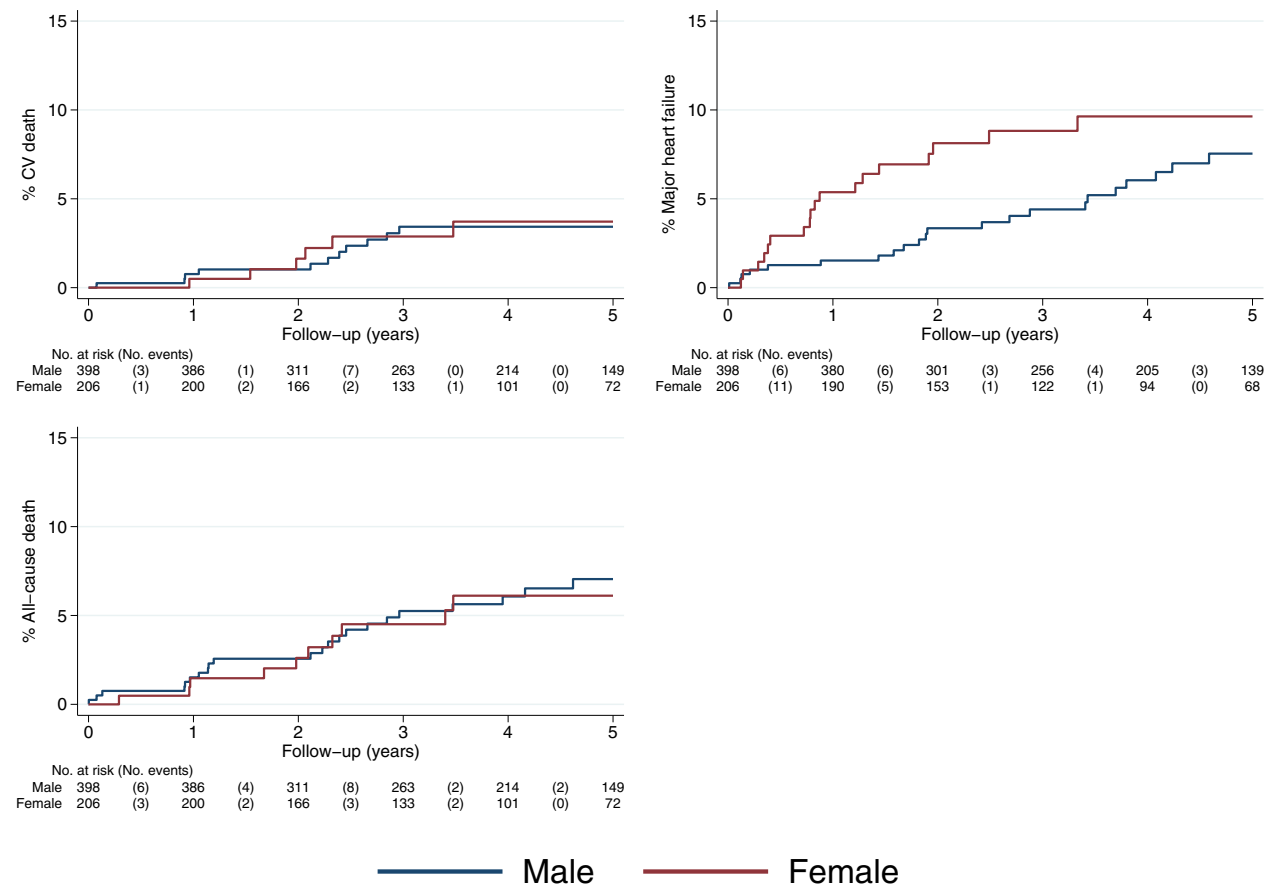 15
10
5
0
% CV death
0 1 2 3 4 5
Follow–up (years)
No. at risk (No. events)
Male 398 (3) 386 (1) 311 (7) 263 (0) 214 (0) 149
Female 206 (1) 200 (2) 166 (2) 133 (1) 101 (0) 72
15
10
5
0
% Major heart failure
0 1 2 3 4 5
Follow–up (years)
No. at risk (No. events)
Male 398 (6) 380 (6) 301 (3) 256 (4) 205 (3) 139
Female 206 (11) 190 (5) 153 (1) 122 (1) 94 (0) 68
15
10
5
0
% All–cause death
0 1 2 3 4 5
Follow–up (years)
No. at risk (No. events)
Male 398 (6) 386 (4) 311 (8) 263 (2) 214 (2) 149
Female 206 (3) 200 (2) 166 (3) 133 (2) 101 (0) 72
Male Female